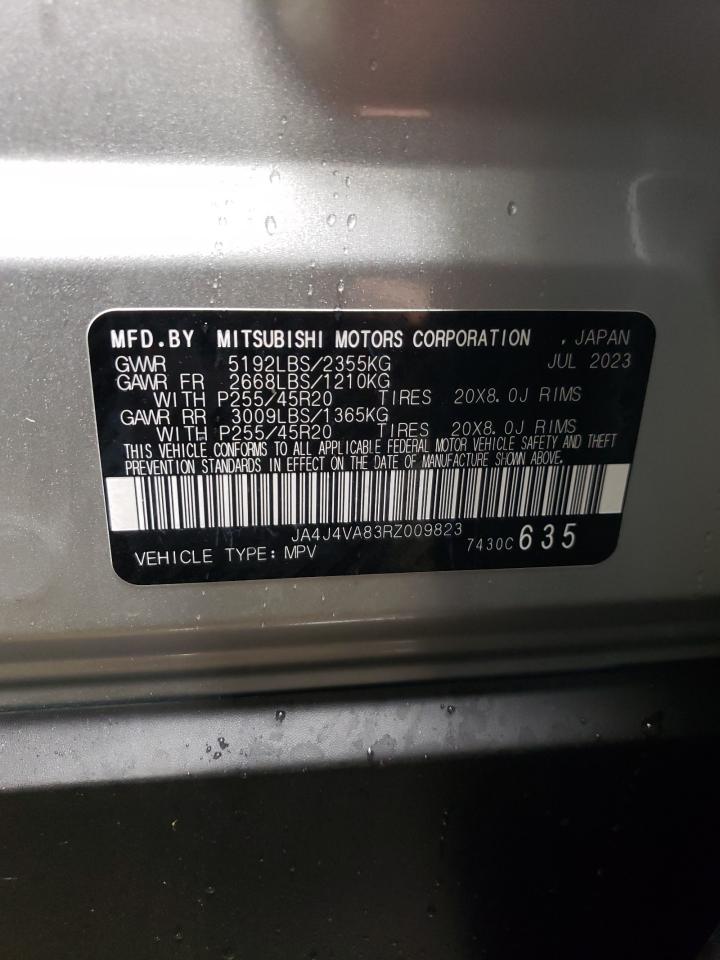 MFD.BY MITSUBISHI MOTORS CORPORATION , JAPAN
GVWR 5192LBS/2355KG JUL 2023
GAWR FR 2668LBS/1210KG
WITH P255/45R20 TIRES 20X8.0J RIMS
GAWR RR 3009LBS/1365KG
WITH P255/45R20 TIRES 20X8.0J RIMS
THIS VEHICLE CONFORMS TO ALL APPLICABLE FEDERAL MOTOR VEHICLE SAFETY AND THEFT
PREVENTION STANDARDS IN EFFECT ON THE DATE OF MANUFACTURE SHOWN ABOVE.
JA4J4VA83RZ009823
VEHICLE TYPE: MPV 7430C 635